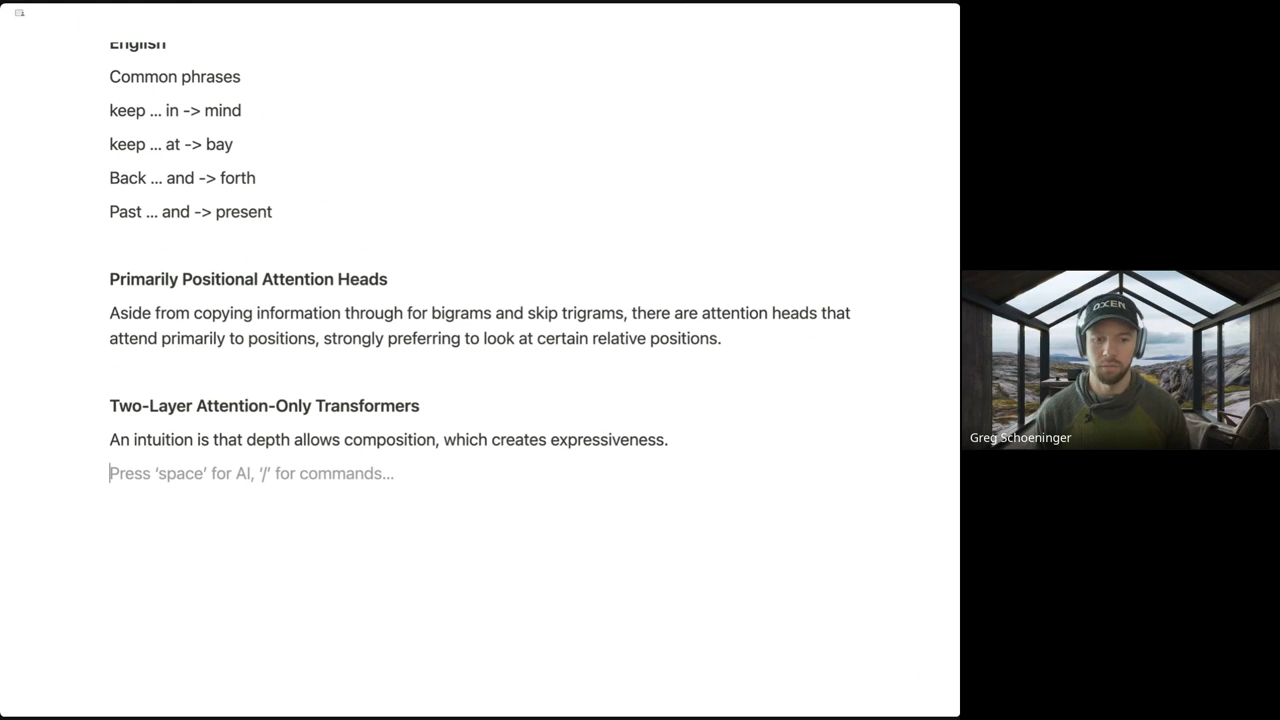 English
Common phrases
keep ... in -> mind
keep ... at -> bay
Back ... and -> forth
Past ... and -> present
Primarily Positional Attention Heads
Aside from copying information through for bigrams and skip trigrams, there are attention heads that
attend primarily to positions, strongly preferring to look at certain relative positions.
Two-Layer Attention-Only Transformers
An intuition is that depth allows composition, which creates expressiveness.
Press ‘space’ for AI, ‘/’ for commands...
OXEN
Greg Schoeninger